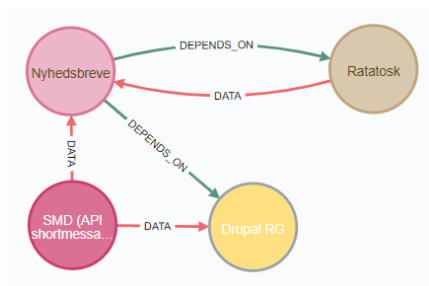 DEPENDS_ON
Nyhedsbreve
Ratatosk
DATA
DEPENDS_ON
DATA
SMD (API
shortmessa...
DATA
Drupal RG